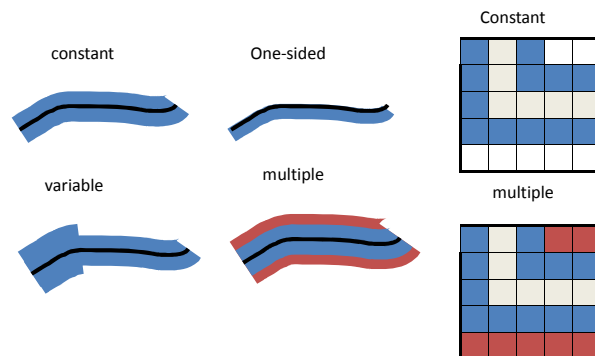 constant
One-sided
Constant
variable
multiple
multiple